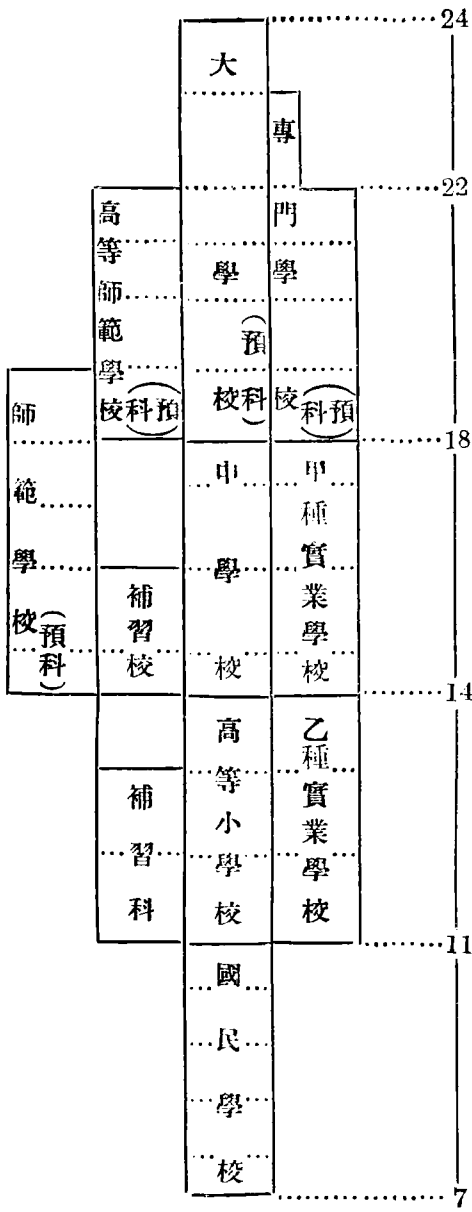 24
大學校(預科)
專門學校(預科)
22
高等師範學校(預科)
師範學校(預科)
18
中學校
甲種實業學校
補習校
14
高等小學校
乙種實業學校
補習科
11
國民學校
7